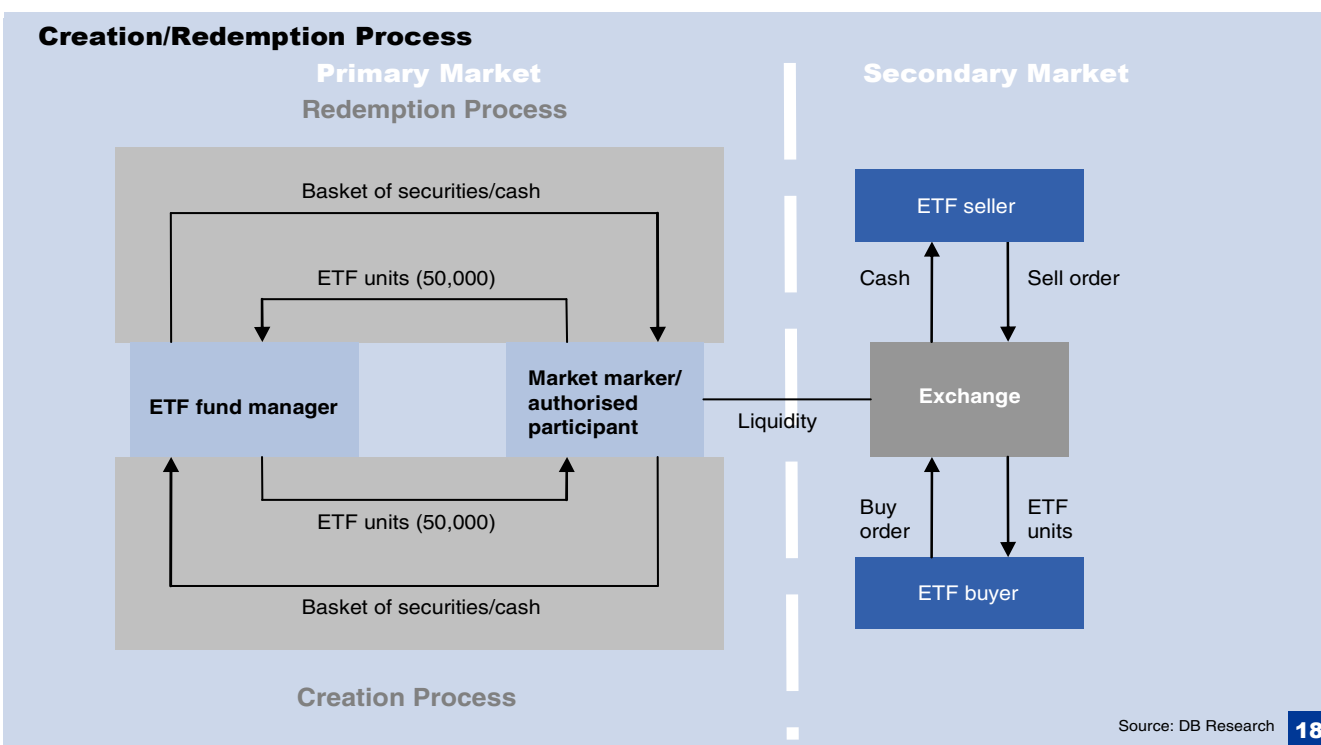 Creation/Redemption Process
Primary Market
Secondary Market
Redemption Process
Basket of securities/cash
ETF units (50,000)
ETF fund manager
Market marker/
authorised
participant
Liquidity
ETF units (50,000)
Basket of securities/cash
Creation Process
ETF seller
Cash
Sell order
Exchange
Buy
order
ETF
units
ETF buyer
Source: DB Research
18